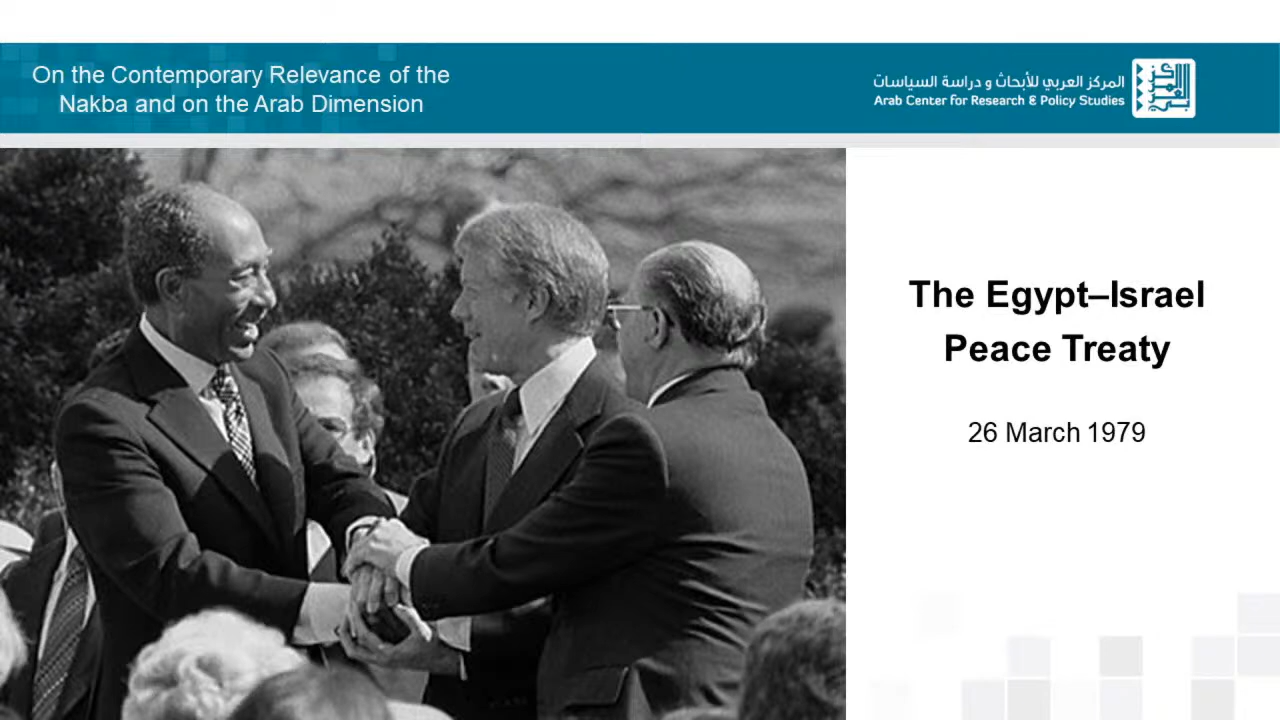 On the Contemporary Relevance of the
Nakba and on the Arab Dimension
المركز العربي للأبحاث و دراسة السياسات
Arab Center for Research & Policy Studies
The Egypt–Israel
Peace Treaty
26 March 1979